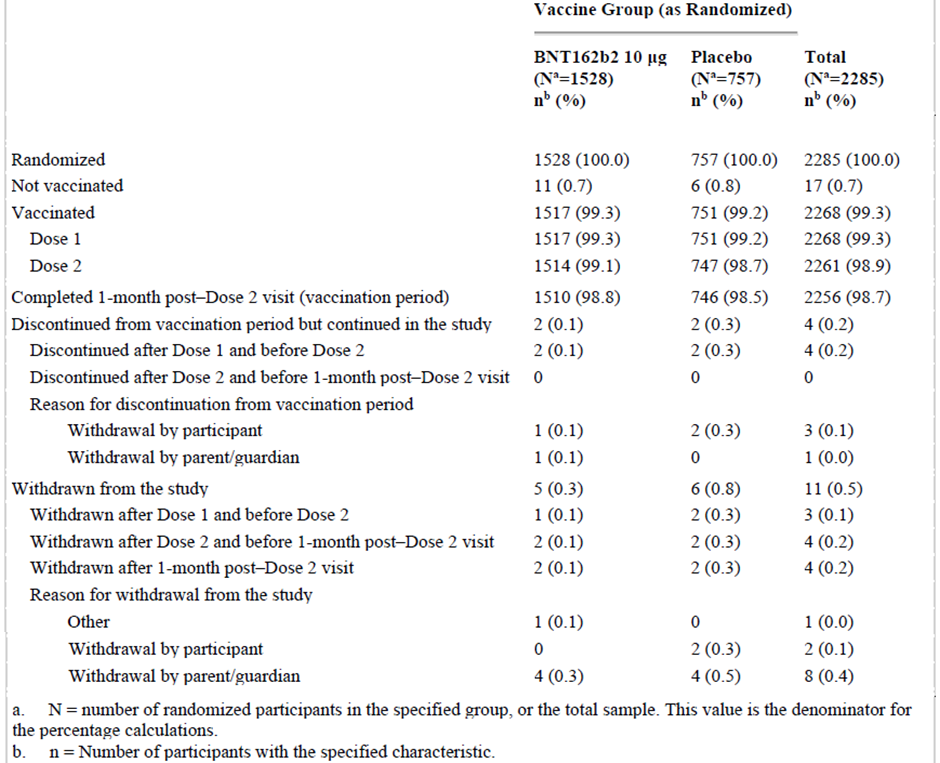 Vaccine Group (as Randomized)
BNT162b2 10 µg Placebo Total
(Nᵃ=1528) (Nᵃ=757) (Nᵃ=2285)
nᵇ (%) nᵇ (%) nᵇ (%)
Randomized 1528 (100.0) 757 (100.0) 2285 (100.0)
Not vaccinated 11 (0.7) 6 (0.8) 17 (0.7)
Vaccinated 1517 (99.3) 751 (99.2) 2268 (99.3)
Dose 1 1517 (99.3) 751 (99.2) 2268 (99.3)
Dose 2 1514 (99.1) 747 (98.7) 2261 (98.9)
Completed 1-month post–Dose 2 visit (vaccination period) 1510 (98.8) 746 (98.5) 2256 (98.7)
Discontinued from vaccination period but continued in the study 2 (0.1) 2 (0.3) 4 (0.2)
Discontinued after Dose 1 and before Dose 2 2 (0.1) 2 (0.3) 4 (0.2)
Discontinued after Dose 2 and before 1-month post–Dose 2 visit 0 0 0
Reason for discontinuation from vaccination period
Withdrawal by participant 1 (0.1) 2 (0.3) 3 (0.1)
Withdrawal by parent/guardian 1 (0.1) 0 1 (0.0)
Withdrawn from the study 5 (0.3) 6 (0.8) 11 (0.5)
Withdrawn after Dose 1 and before Dose 2 1 (0.1) 2 (0.3) 3 (0.1)
Withdrawn after Dose 2 and before 1-month post–Dose 2 visit 2 (0.1) 2 (0.3) 4 (0.2)
Withdrawn after 1-month post–Dose 2 visit 2 (0.1) 2 (0.3) 4 (0.2)
Reason for withdrawal from the study
Other 1 (0.1) 0 1 (0.0)
Withdrawal by participant 0 2 (0.3) 2 (0.1)
Withdrawal by parent/guardian 4 (0.3) 4 (0.5) 8 (0.4)
a. N = number of randomized participants in the specified group, or the total sample. This value is the denominator for
the percentage calculations.
b. n = Number of participants with the specified characteristic.